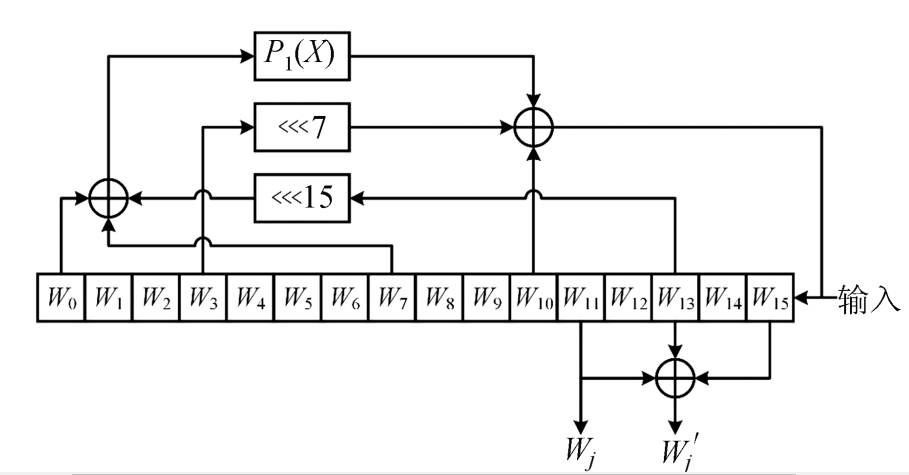 P₁(X)
<<<7
<<<15
W₀ W₁ W₂ W₃ W₄ W₅ W₆ W₇ W₈ W₉ W₁₀ W₁₁ W₁₂ W₁₃ W₁₄ W₁₅ 输入
Wⱼ Wⱼ′